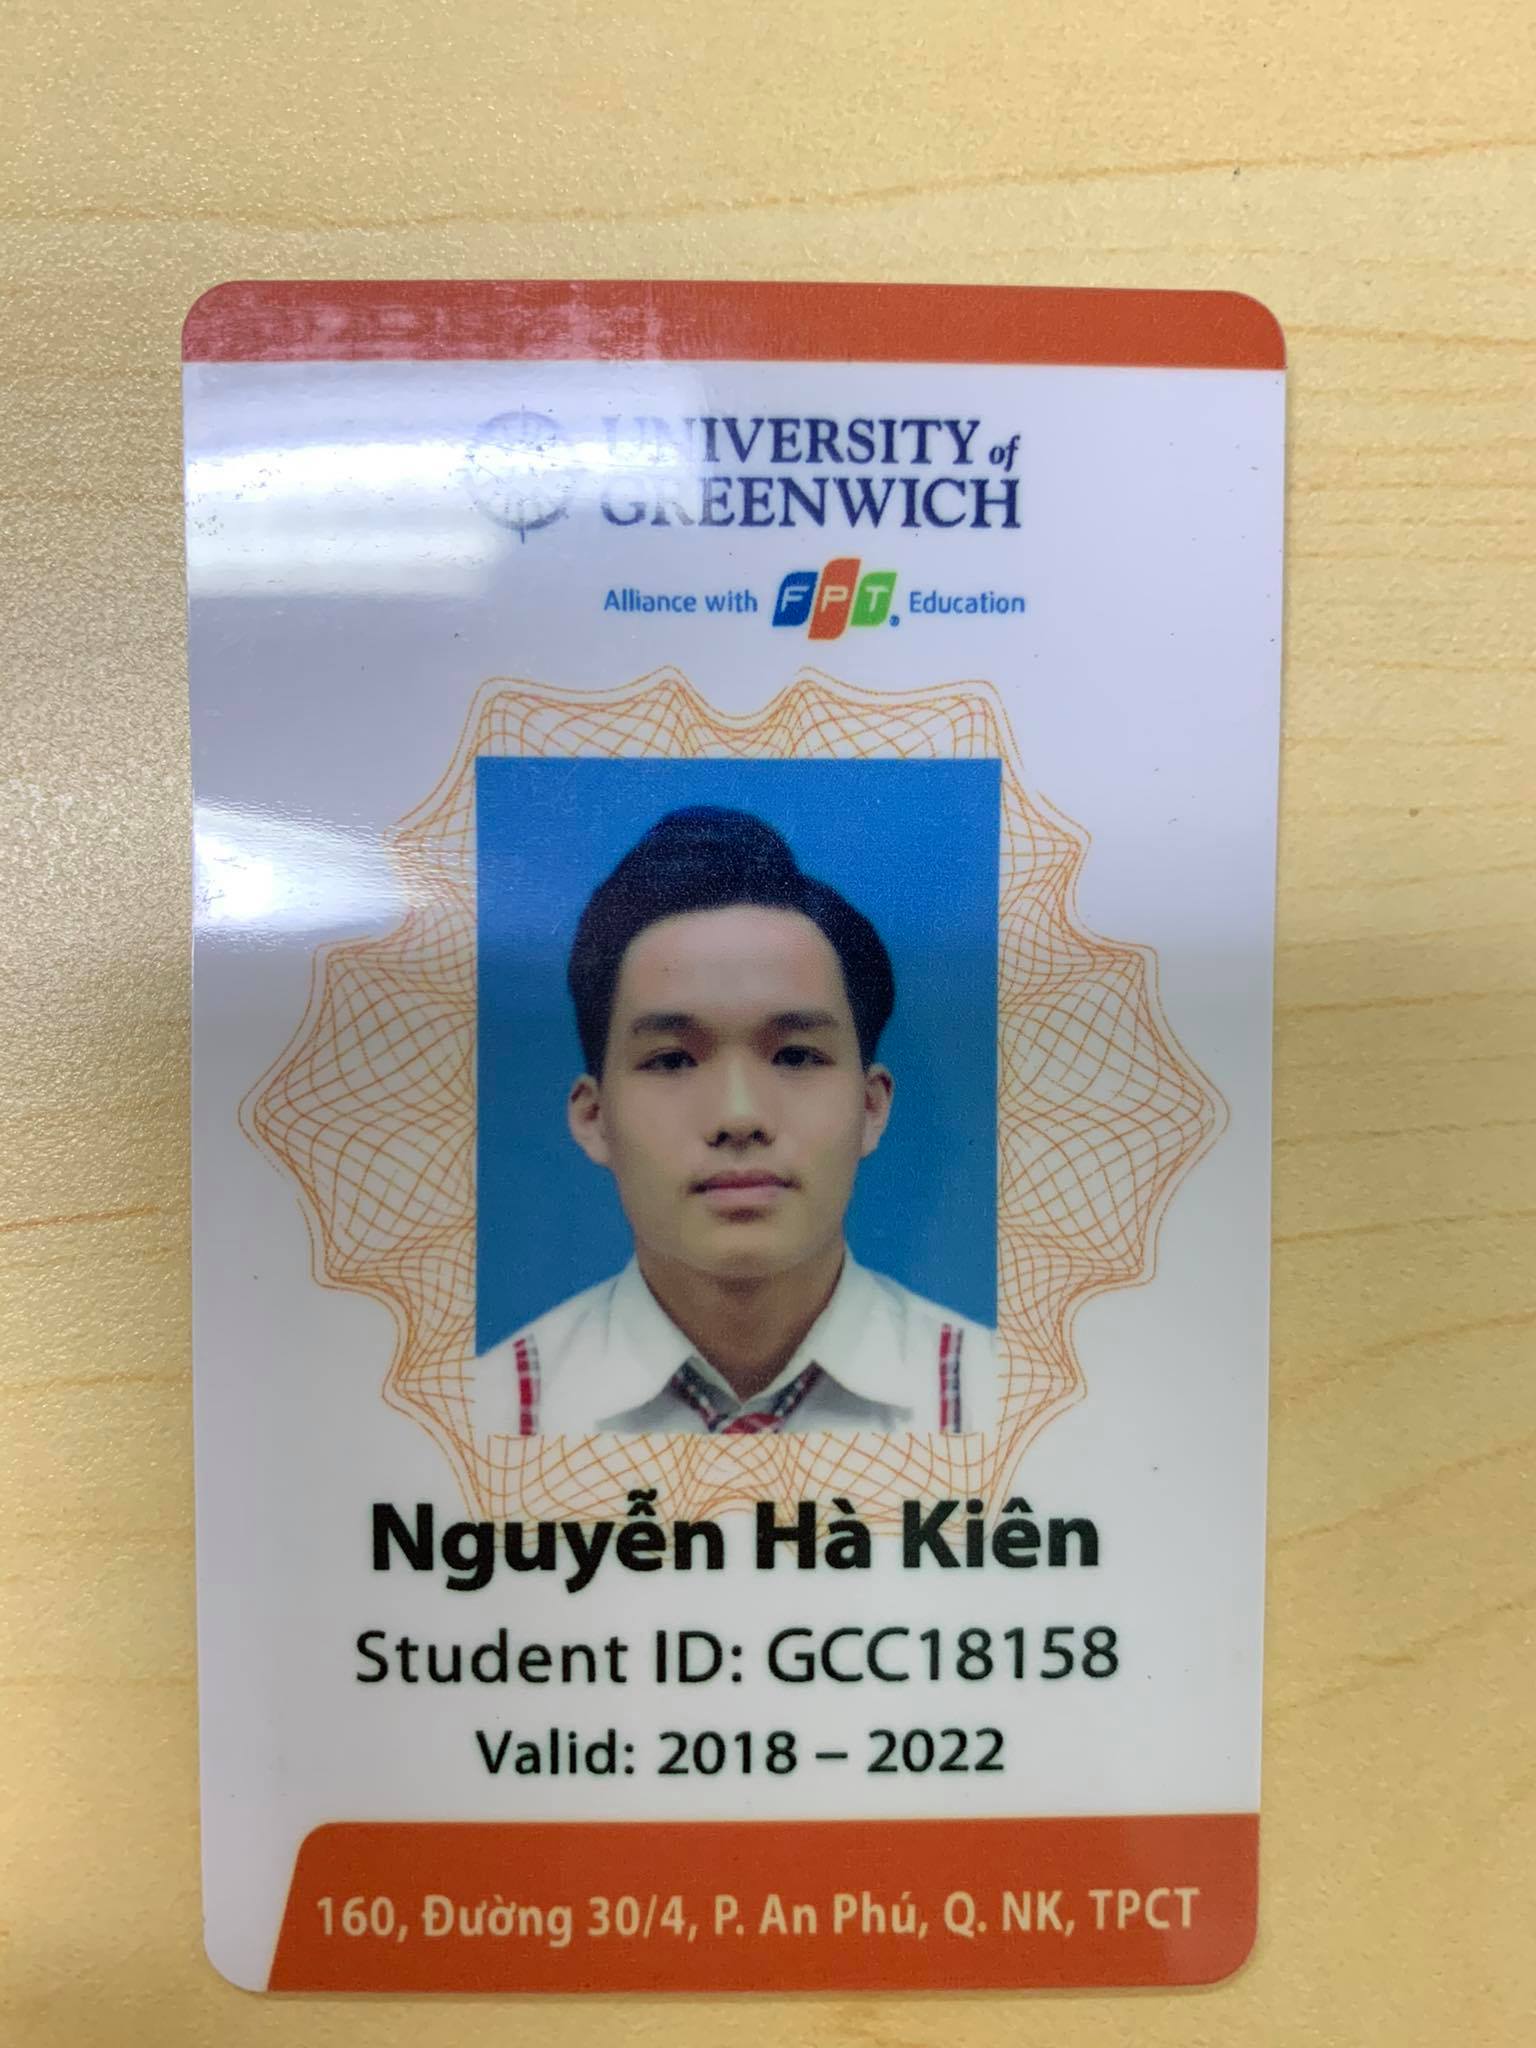 UNIVERSITY of
GREENWICH
Alliance with FPT® Education
Nguyễn Hà Kiên
Student ID: GCC18158
Valid: 2018 – 2022
160, Đường 30/4, P. An Phú, Q. NK, TPCT